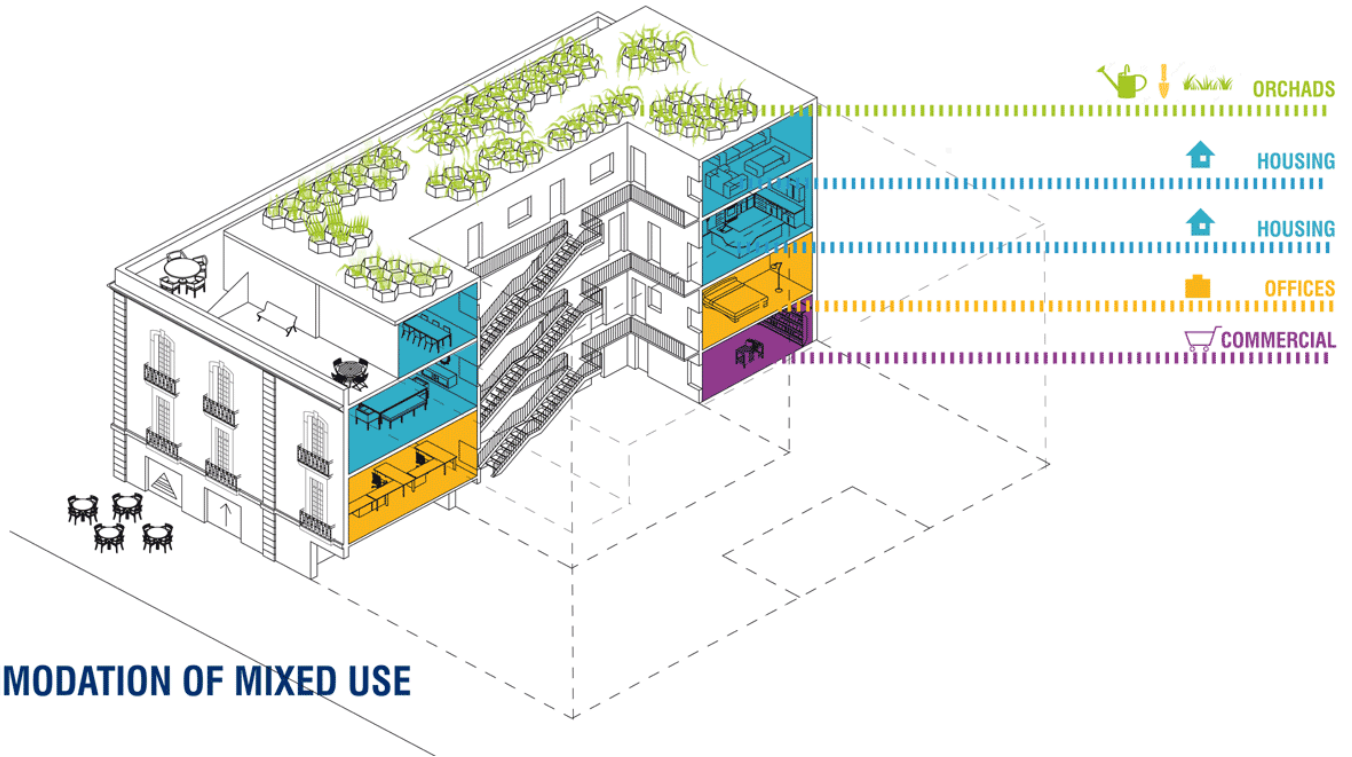 ORCHADS
HOUSING
HOUSING
OFFICES
COMMERCIAL
MODATION OF MIXED USE